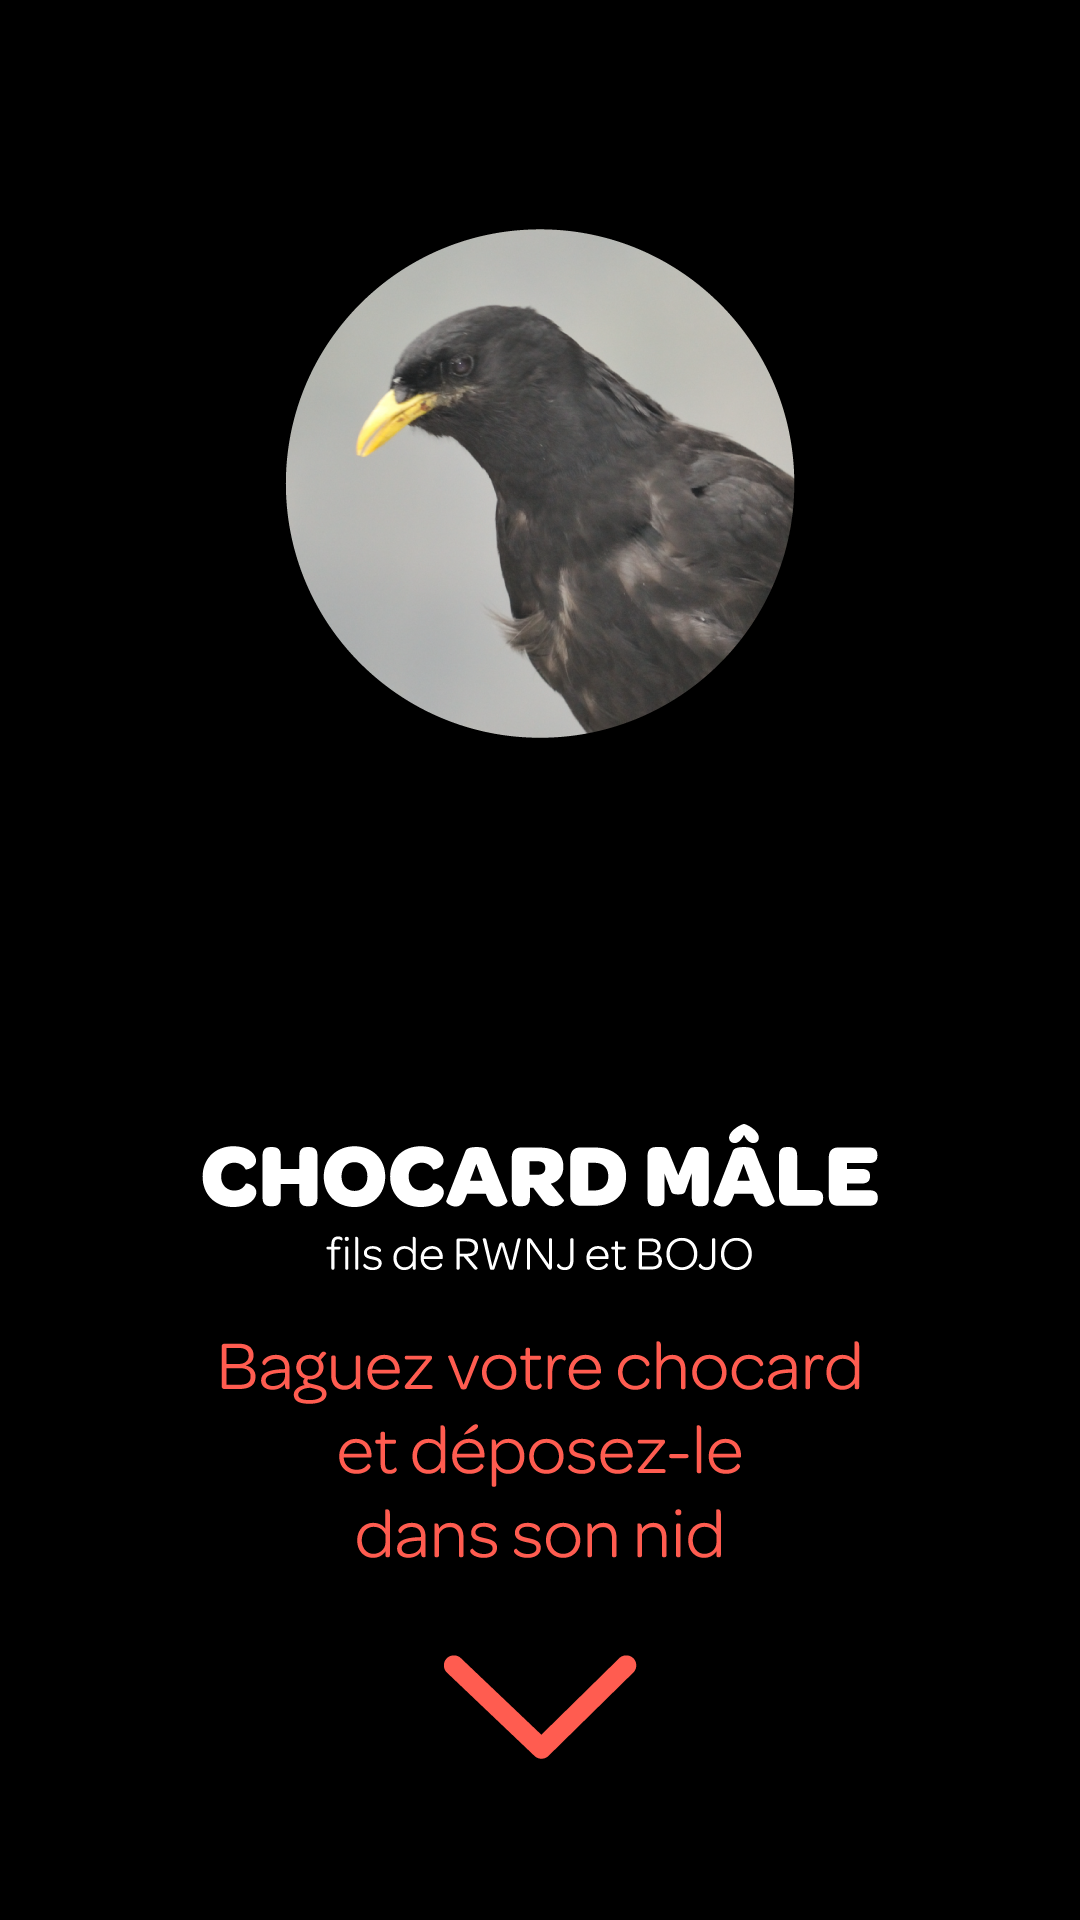 CHOCARD MÂLE
fils de RWNJ et BOJO
Baguez votre chocard
et déposez-le
dans son nid